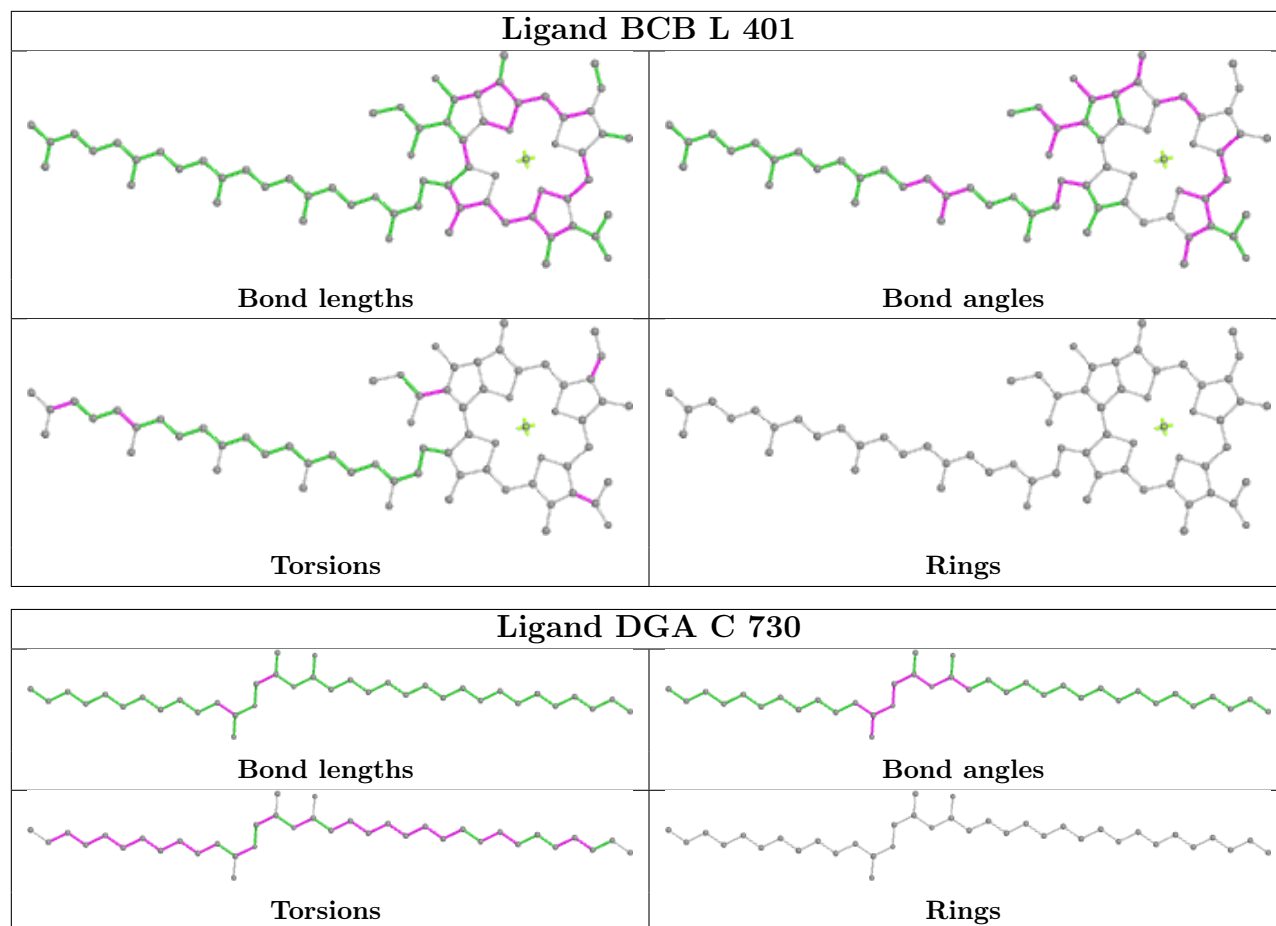 Ligand BCB L 401
Bond lengths
Bond angles
Torsions
Rings
Ligand DGA C 730
Bond lengths
Bond angles
Torsions
Rings